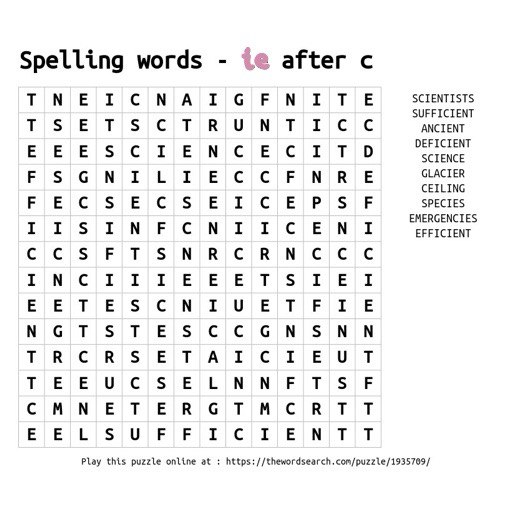 Spelling words - ie after c
T N E I C N A I G F N I T E
T S E T S C T R U N T I C C
E E E S C I E N C E C I T D
F S G N I L I E C C F N R E
F E C S E C S E I C E P S F
I I S I N F C N I I C E N I
C C S F T S N R C R N C C C
I N C I I I E E E T S I E I
E E T E S C N I U E T F I E
N G T S T E S C C G N S N N
T R C R S E T A I C I E U T
T E E U C S E L N N F T S F
C M N E T E R G T M C R T T
E E L S U F F I C I E N T T
SCIENTISTS
SUFFICIENT
ANCIENT
DEFICIENT
SCIENCE
GLACIER
CEILING
SPECIES
EMERGENCIES
EFFICIENT
Play this puzzle online at : https://thewordsearch.com/puzzle/1935709/